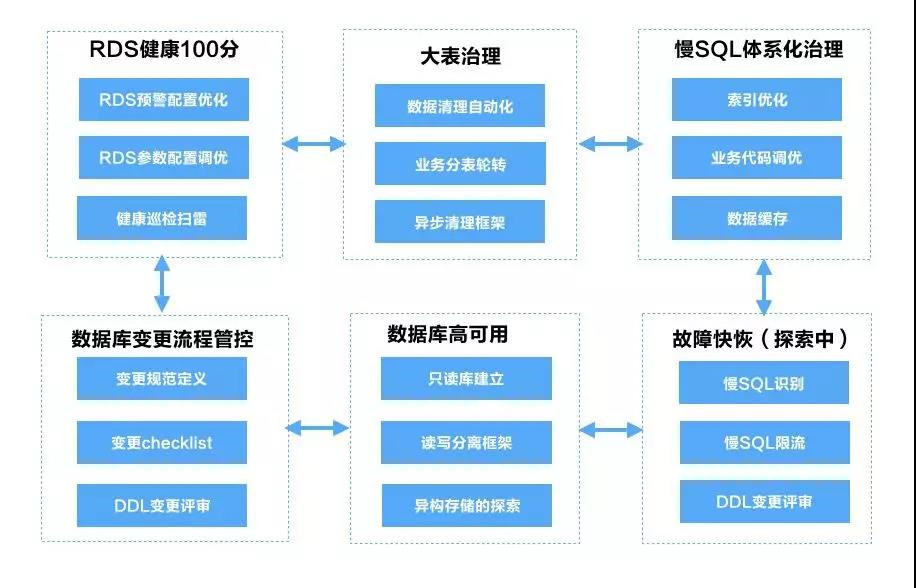 RDS健康100分
RDS预警配置优化
RDS参数配置调优
健康巡检扫雷
大表治理
数据清理自动化
业务分表轮转
异步清理框架
慢SQL体系化治理
索引优化
业务代码调优
数据缓存
数据库变更流程管控
变更规范定义
变更checklist
DDL变更评审
数据库高可用
只读库建立
读写分离框架
异构存储的探索
故障快恢（探索中）
慢SQL识别
慢SQL限流
DDL变更评审